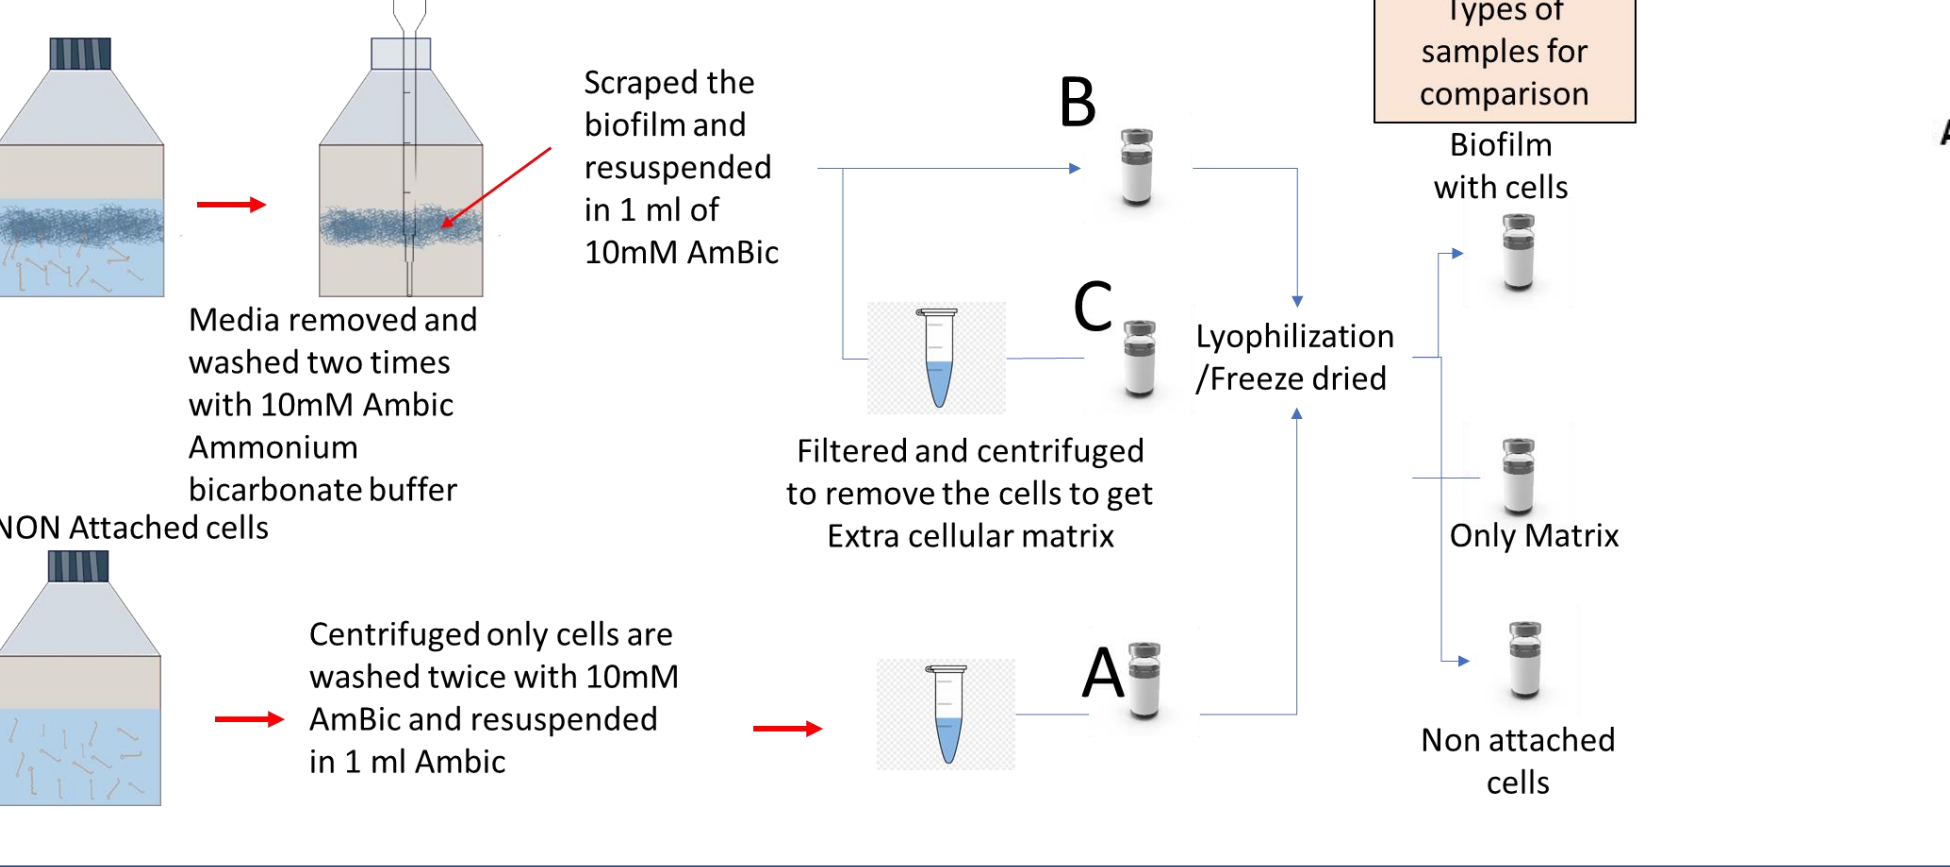 Types of
samples for
comparison
Scraped the
biofilm and
resuspended
in 1 ml of
10mM AmBic
B
Biofilm
with cells
C
Lyophilization
/Freeze dried
Media removed and
washed two times
with 10mM Ambic
Ammonium
bicarbonate buffer
Filtered and centrifuged
to remove the cells to get
Extra cellular matrix
Only Matrix
NON Attached cells
Centrifuged only cells are
washed twice with 10mM
AmBic and resuspended
in 1 ml Ambic
A
Non attached
cells